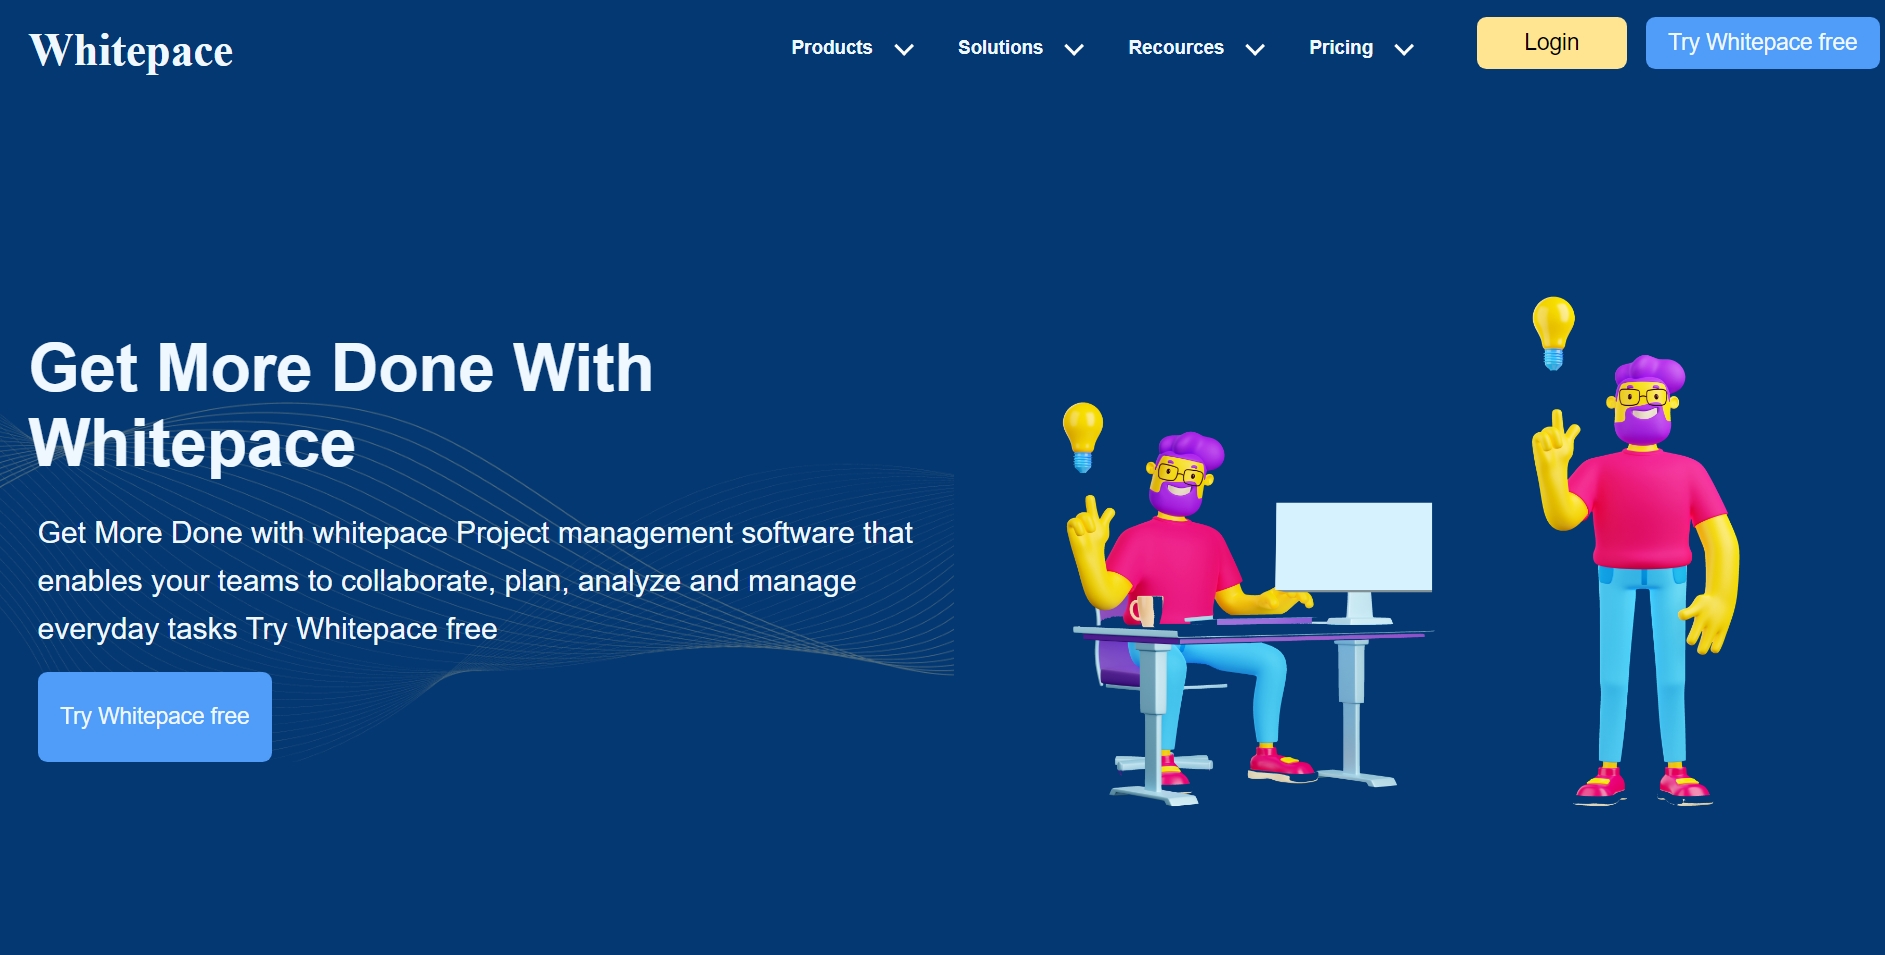 Whitepace
Products
Solutions
Recources
Pricing
Login
Try Whitepace free
Get More Done With
Whitepace
Get More Done with whitepace Project management software that
enables your teams to collaborate, plan, analyze and manage
everyday tasks Try Whitepace free
Try Whitepace free